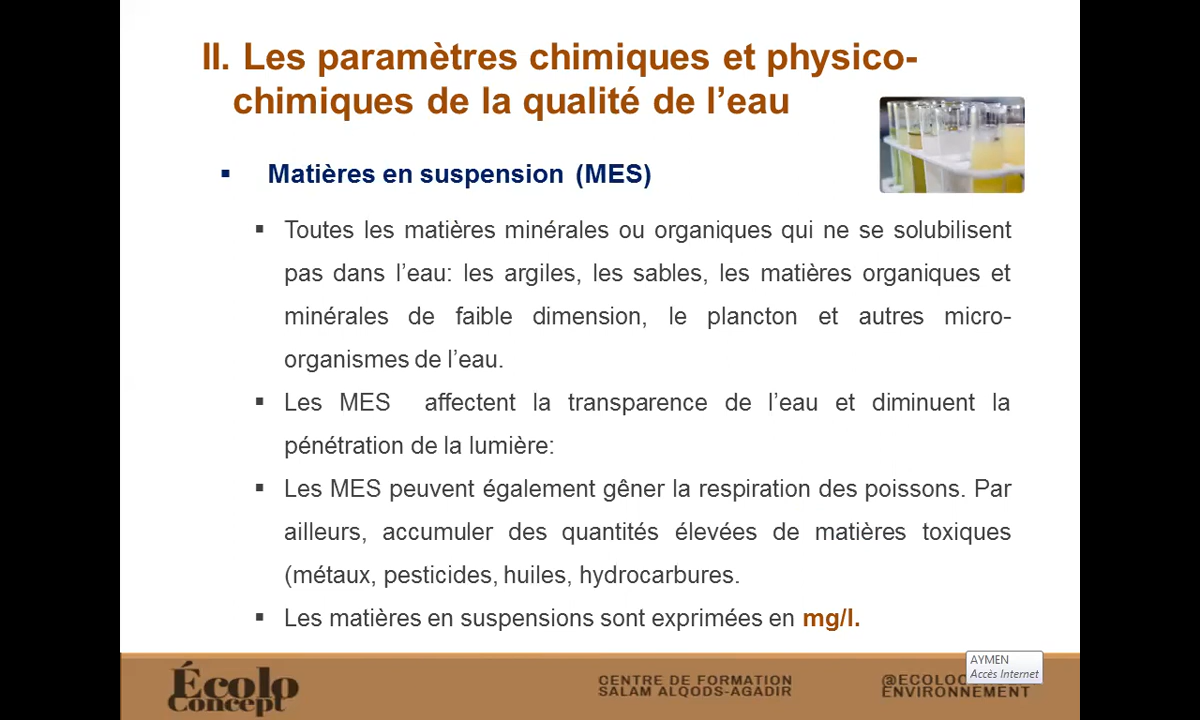 II. Les paramètres chimiques et physico-
chimiques de la qualité de l’eau
Matières en suspension (MES)
Toutes les matières minérales ou organiques qui ne se solubilisent
pas dans l’eau: les argiles, les sables, les matières organiques et
minérales de faible dimension, le plancton et autres micro-
organismes de l’eau.
Les MES affectent la transparence de l’eau et diminuent la
pénétration de la lumière:
Les MES peuvent également gêner la respiration des poissons. Par
ailleurs, accumuler des quantités élevées de matières toxiques
(métaux, pesticides, huiles, hydrocarbures.
Les matières en suspensions sont exprimées en mg/l.
Écolo
Concept
CENTRE DE FORMATION
SALAM ALQODS-AGADIR
ENVIRONNEMENT
AYMEN
Accès Internet